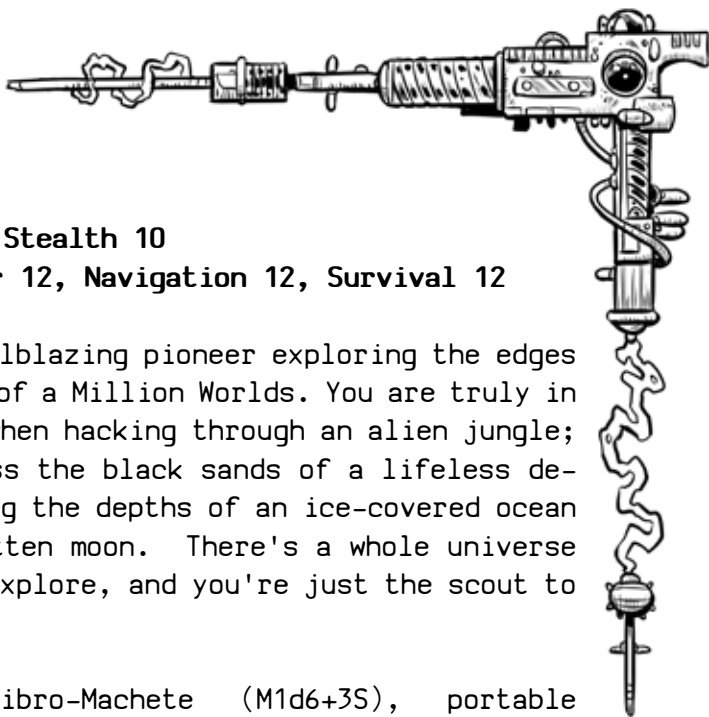 Stealth 10
12, Navigation 12, Survival 12
lblazing pioneer exploring the edges
of a Million Worlds. You are truly in
hen hacking through an alien jungle;
ss the black sands of a lifeless de-
g the depths of an ice-covered ocean
tten moon. There's a whole universe
xplore, and you're just the scout to
ibro-Machete (M1d6+3S), portable